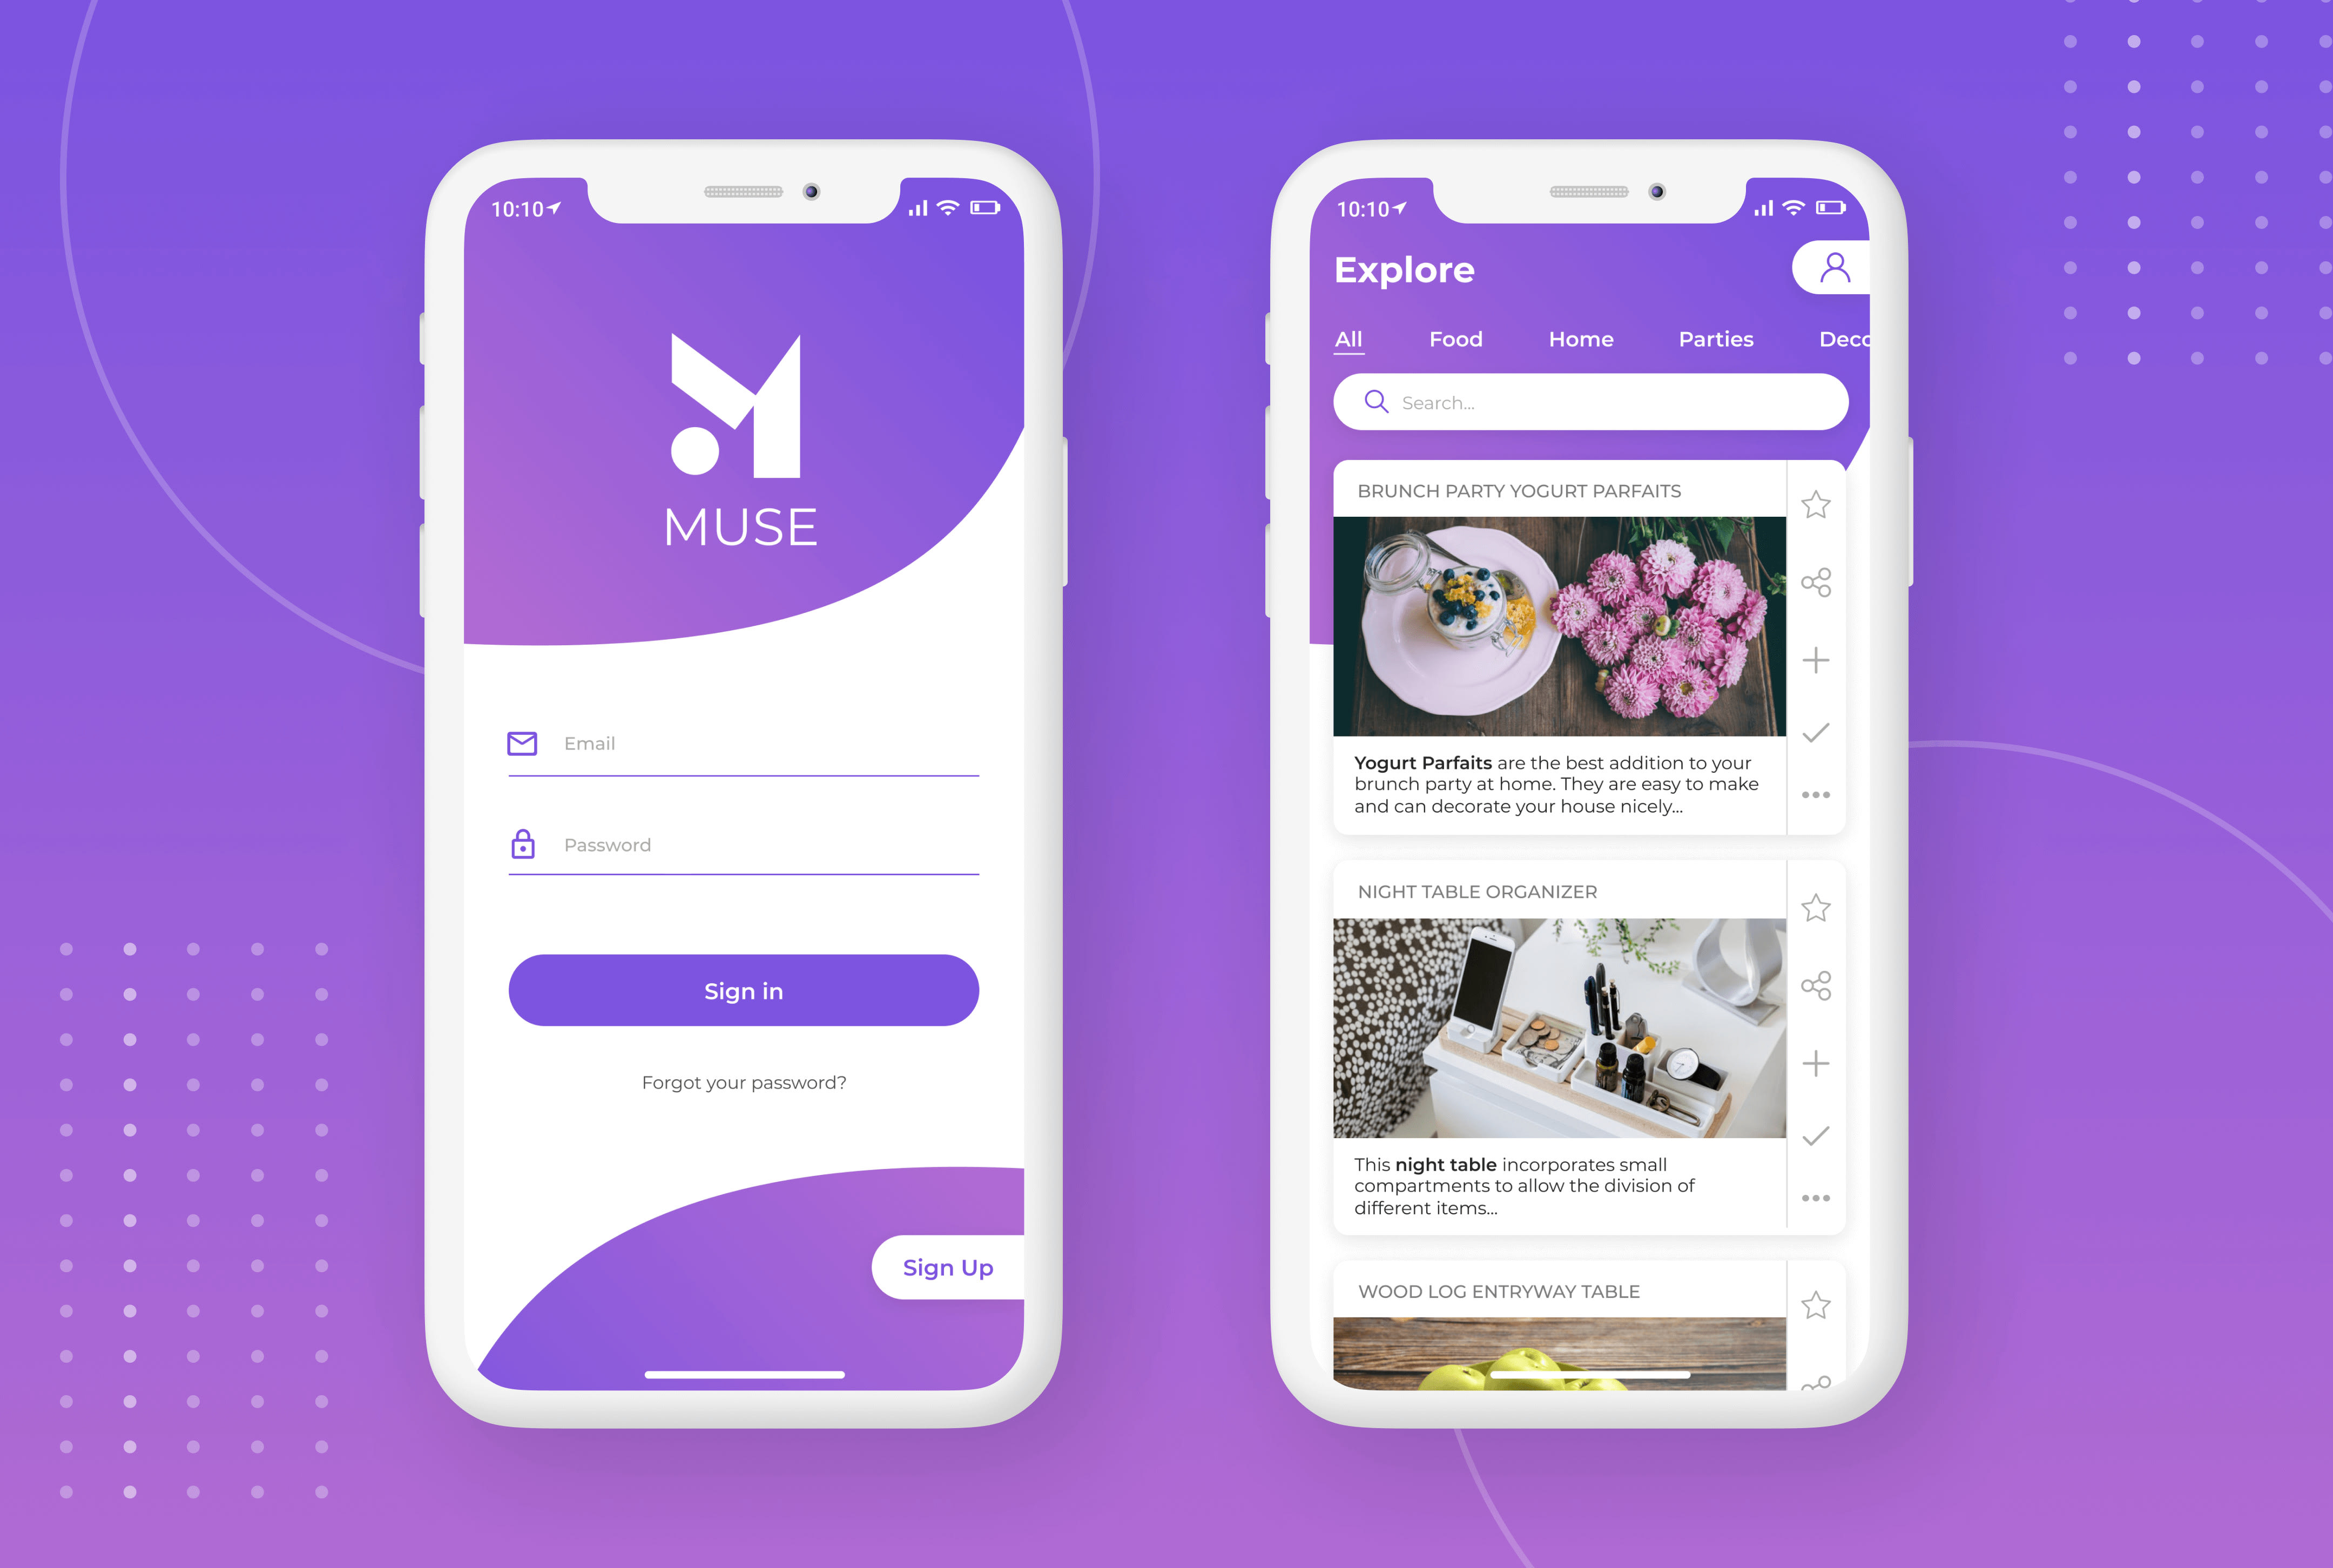 10:10
MUSE
Email
Password
Sign in
Forgot your password?
Sign Up
10:10
Explore
All Food Home Parties Deco
Search...
BRUNCH PARTY YOGURT PARFAITS
Yogurt Parfaits are the best addition to your
brunch party at home. They are easy to make
and can decorate your house nicely...
NIGHT TABLE ORGANIZER
This night table incorporates small
compartments to allow the division of
different items...
WOOD LOG ENTRYWAY TABLE